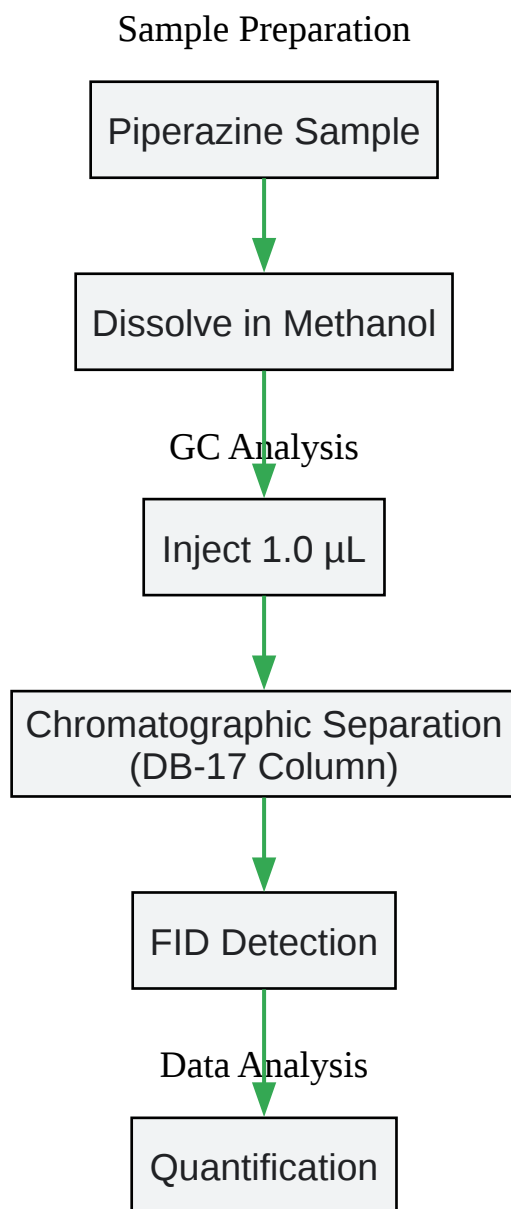 Sample Preparation
Piperazine Sample
Dissolve in Methanol
GC Analysis
Inject 1.0 µL
Chromatographic Separation
(DB-17 Column)
FID Detection
Data Analysis
Quantification